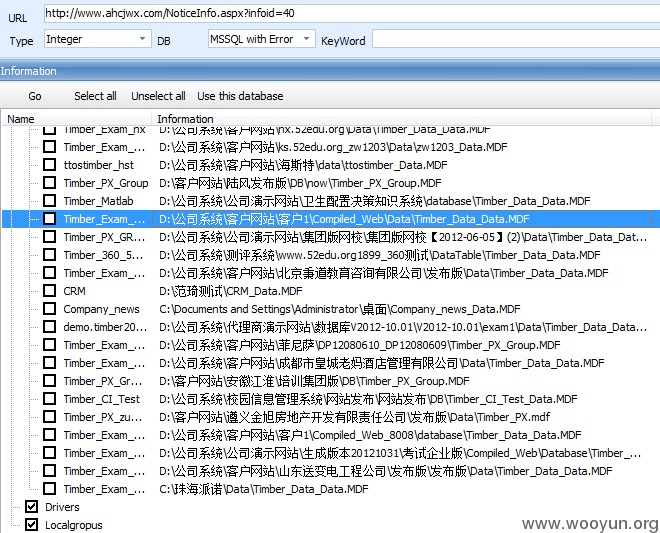 URL http://www.ahcjwx.com/NoticeInfo.aspx?infoid=40
Type Integer DB MSSQL with Error KeyWord
Information
Go Select all Unselect all Use this database
Name Information
Timber_Exam_hx D:\公司系统\客户网站\hx.52edu.org\Data\Timber_Data_Data.MDF
Timber_Exam_... D:\公司系统\客户网站\ks.52edu.org_zw1203\Data\zw1203_Data.MDF
ttostimber_hst D:\公司系统\客户网站\海斯特\data\ttostimber_Data.MDF
Timber_PX_Group D:\客户网站\陆风发布版\DB\now\Timber_PX_Group.MDF
Timber_Matlab D:\公司系统\公司演示网站\卫生配置决策知识系统\database\Timber_Data_Data.MDF
Timber_Exam_... D:\公司系统\客户网站\客户1\Compiled_Web\Data\Timber_Data_Data.MDF
Timber_PX_GR... D:\公司系统\公司演示网站\集团版网校\集团版网校【2012-06-05】(2)\Data\Timber_Data_Dat...
Timber_360_5... D:\公司系统\测评系统\www.52edu.org1899_360测试\DataTable\Timber_Data_Data.MDF
Timber_Exam_... D:\公司系统\客户网站\北京垂道教育咨询有限公司\发布版\Data\Timber_Data_Data.MDF
CRM D:\范琦测试\CRM_Data.MDF
Company_news C:\Documents and Settings\Administrator\桌面\Company_news_Data.MDF
demo.timber20... D:\公司系统\代理商演示网站\数据库V2012-10.01\V2012-10.01\exam1\Data\Timber_Data_Data....
Timber_Exam_... D:\公司系统\客户网站\菲尼萨\DP12080610_DP12080609\Timber_PX_Group.MDF
Timber_Exam_... D:\公司系统\客户网站\成都市皇城老妈酒店管理有限公司\Timber_Data_Data.MDF
Timber_PX_Gr... D:\客户网站\安徽江淮\培训集团版\DB\Timber_PX_Group.MDF
Timber_CI_Test D:\公司系统\校园信息管理系统\网站发布\网站发布\DB\Timber_CI_Test_Data.MDF
Timber_PX_zu... D:\客户网站\遵义金旭房地产开发有限责任公司\发布版\Timber_PX.mdf
Timber_Exam_... D:\公司系统\客户网站\客户1\Compiled_Web_8008\database\Timber_Data_Data.MDF
Timber_Exam_... D:\公司系统\公司演示网站\生成版本20121031\考试企业版\Compiled_Web\Database\Timber_...
Timber_Exam_... D:\公司系统\客户网站\山东送变电工程公司\发布版\发布版\Data\Timber_Data_Data.MDF
Timber_Exam_... C:\珠海派诺\Data\Timber_Data_Data.MDF
Drivers
Localgropus
www.wooyun.org